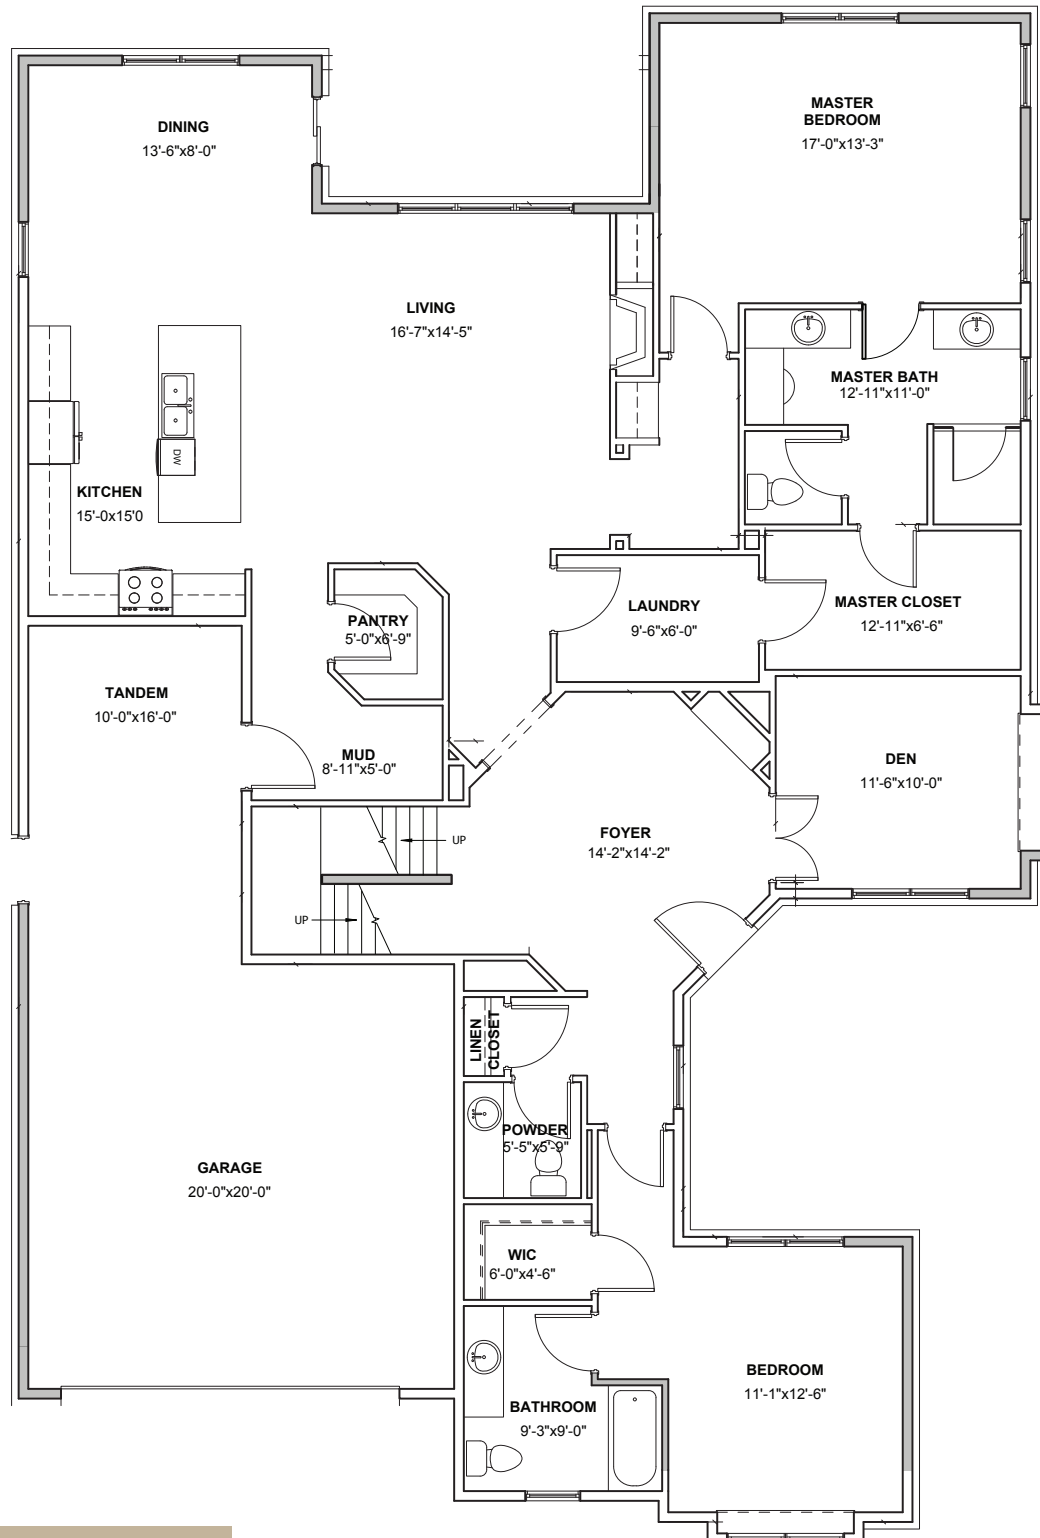 MASTER
BEDROOM
17'-0"x13'-3"
DINING
13'-6"x8'-0"
LIVING
16'-7"x14'-5"
MASTER BATH
12'-11"x11'-0"
DW
KITCHEN
15'-0x15'0
PANTRY
5'-0"x6'-9"
LAUNDRY
9'-6"x6'-0"
MASTER CLOSET
12'-11"x6'-6"
TANDEM
10'-0"x16'-0"
MUD
8'-11"x5'-0"
DEN
11'-6"x10'-0"
FOYER
14'-2"x14'-2"
UP
UP
LINEN
CLOSET
POWDER
5'-5"x5'-9"
GARAGE
20'-0"x20'-0"
WIC
6'-0"x4'-6"
BEDROOM
11'-1"x12'-6"
BATHROOM
9'-3"x9'-0"